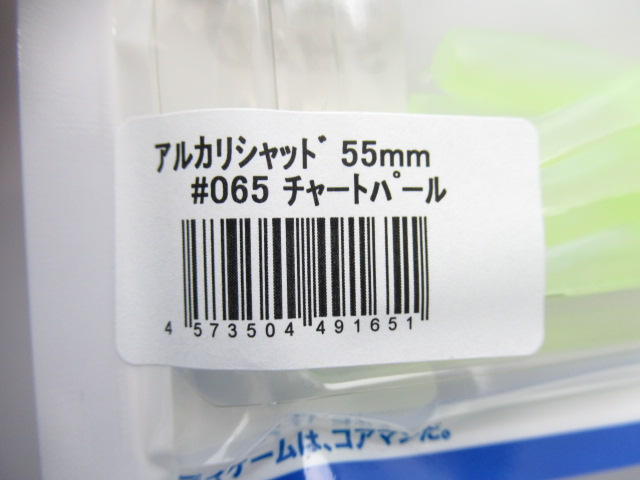 アルカリシャッド 55mm
#065 チャートパール
4 573504 491651
ゲームは、コアマンだ。